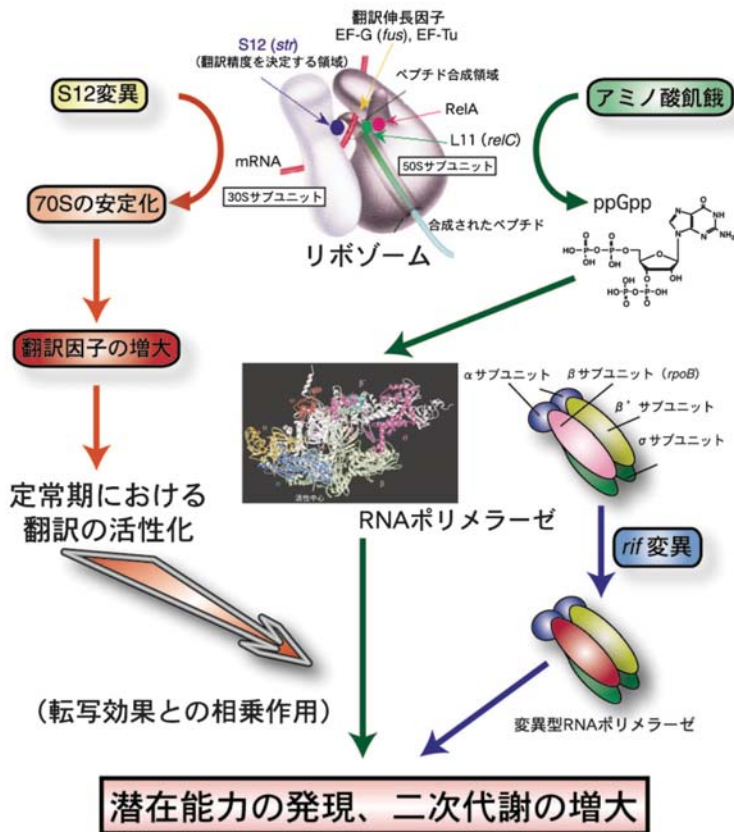 翻訳伸長因子
EF-G (fus), EF-Tu
S12 (str)
(翻訳精度を決定する領域)
ペプチド合成領域
S12変異
アミノ酸飢餓
RelA
L11 (relC)
mRNA
50Sサブユニット
30Sサブユニット
70Sの安定化
合成されたペプチド
リボゾーム
ppGpp
翻訳因子の増大
αサブユニット
βサブユニット(rpoB)
β'サブユニット
σサブユニット
活性中心
定常期における
翻訳の活性化
RNAポリメラーゼ
rif 変異
(転写効果との相乗作用)
変異型RNAポリメラーゼ
潜在能力の発現、二次代謝の増大